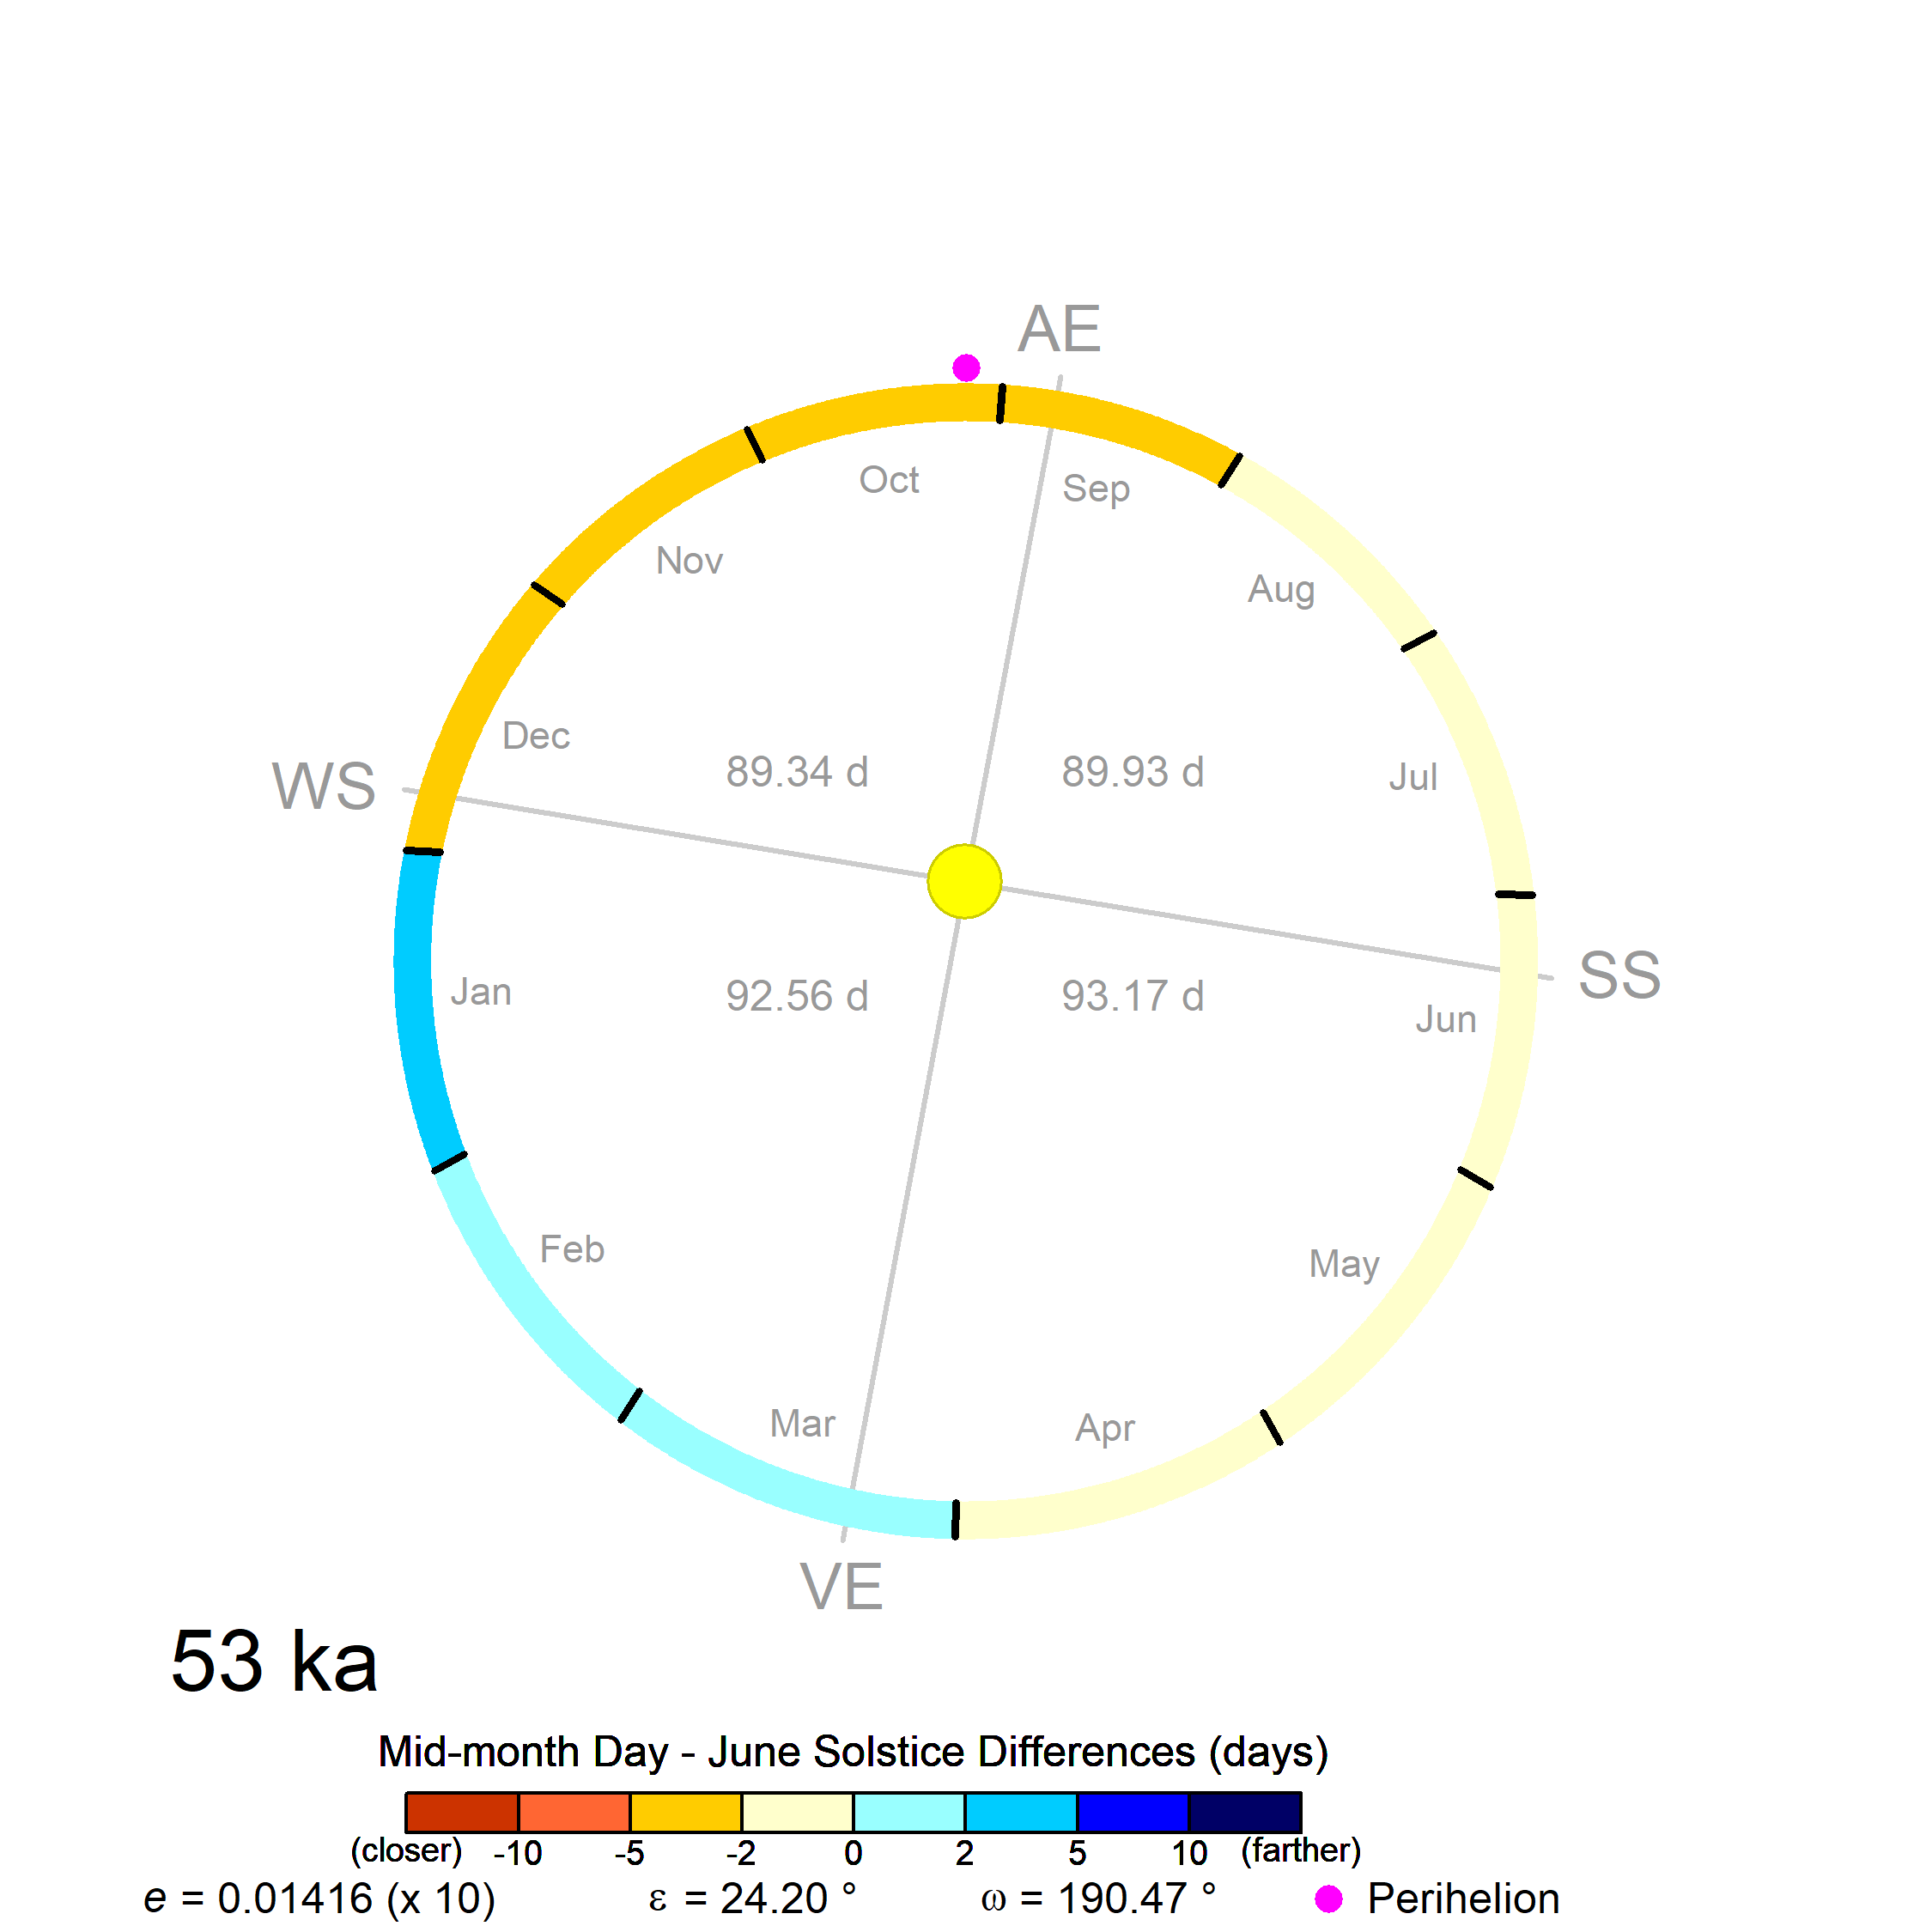 AE
Oct
Sep
Nov
Aug
Dec
WS
89.34 d
89.93 d
Jul
SS
Jan
92.56 d
93.17 d
Jun
Feb
May
Mar
Apr
VE
53 ka
Mid-month Day - June Solstice Differences (days)
(closer) -10 -5 -2 0 2 5 10 (farther)
e = 0.01416 (x 10) ε = 24.20 ° ω = 190.47 ° Perihelion